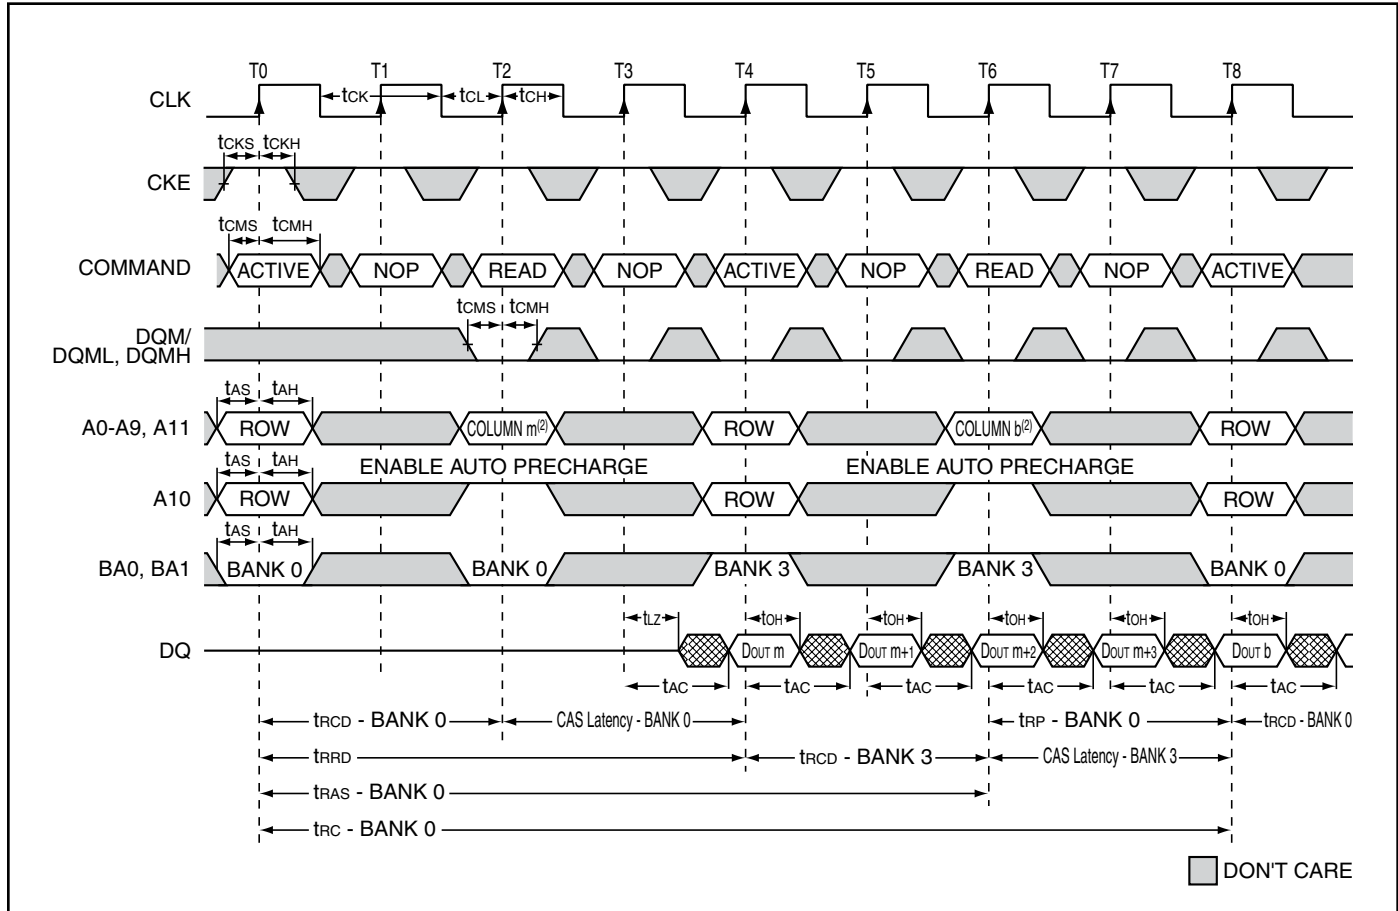 T0 T1 T2 T3 T4 T5 T6 T7 T8
CLK tCK tCL tCH
tCKS tCKH
CKE
tCMS tCMH
COMMAND ACTIVE NOP READ NOP ACTIVE NOP READ NOP ACTIVE
tCMS tCMH
DQM/
DQML, DQMH
tAS tAH
A0-A9, A11 ROW COLUMN m(2) ROW COLUMN b(2) ROW
tAS tAH ENABLE AUTO PRECHARGE ENABLE AUTO PRECHARGE
A10 ROW ROW ROW
tAS tAH
BA0, BA1 BANK 0 BANK 0 BANK 3 BANK 3 BANK 0
tLZ tOH tOH tOH tOH tOH
DQ DOUT m DOUT m+1 DOUT m+2 DOUT m+3 DOUT b
tAC tAC tAC tAC tAC tAC
tRCD - BANK 0 CAS Latency - BANK 0 tRP - BANK 0 tRCD - BANK 0
tRRD tRCD - BANK 3 CAS Latency - BANK 3
tRAS - BANK 0
tRC - BANK 0
DON'T CARE